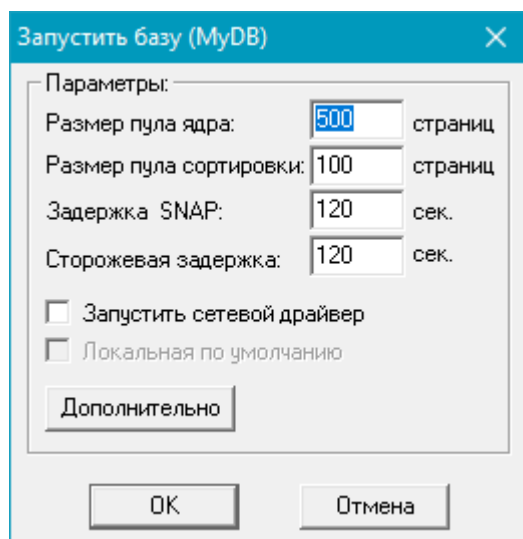 Запустить базу (MyDB)
Параметры:
Размер пула ядра: 500 страниц
Размер пула сортировки: 100 страниц
Задержка SNAP: 120 сек.
Сторожевая задержка: 120 сек.
Запустить сетевой драйвер
Локальная по умолчанию
Дополнительно
OK Отмена